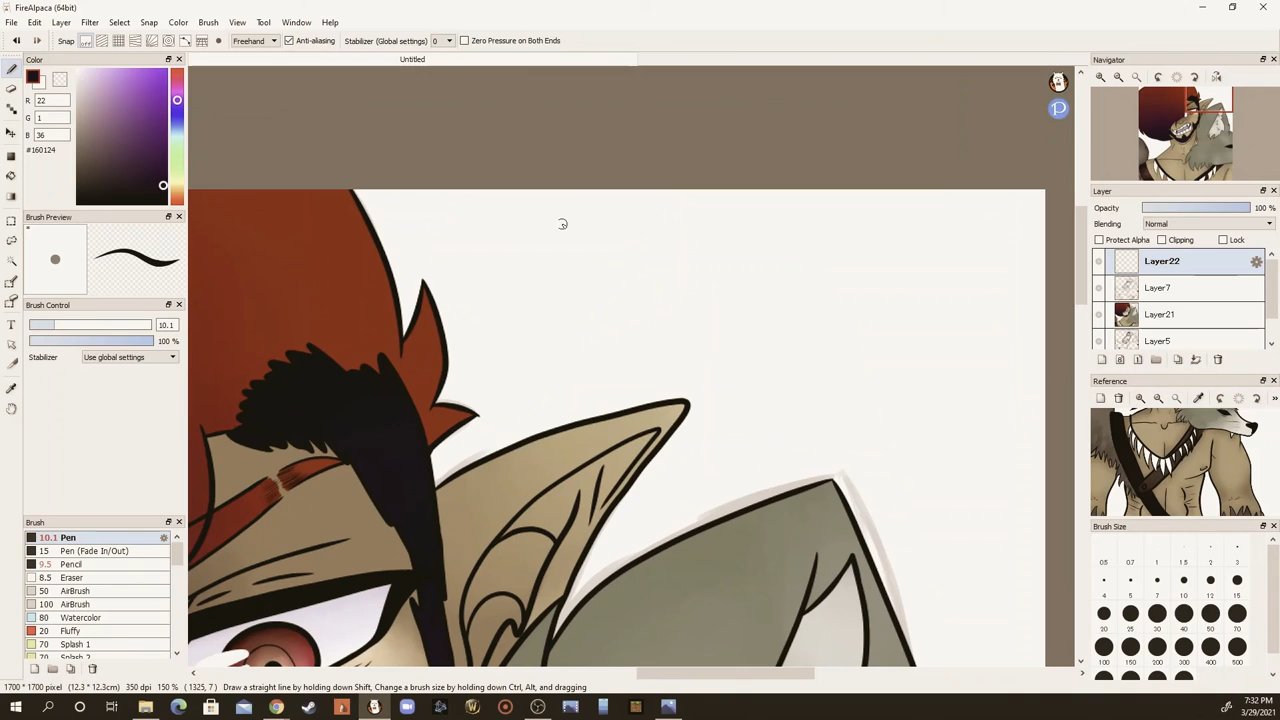 FireAlpaca (64bit)
File Edit Layer Filter Select Snap Color Brush View Tool Window Help
Snap OFF Freehand Anti-aliasing Stabilizer (Global settings) 0 Zero Pressure on Both Ends
Untitled
Color
R 22
G 1
B 36
#160124
Brush Preview
Brush Control
10.1
100 %
Stabilizer Use global settings
Brush
10.1 Pen
15 Pen (Fade In/Out)
9.5 Pencil
8.5 Eraser
50 AirBrush
100 AirBrush
80 Watercolor
20 Fluffy
70 Splash 1
70 Splash 2
Navigator
Layer
Opacity 100 %
Blending Normal
Protect Alpha Clipping Lock
Layer22
Layer7
Layer21
Layer5
Reference
Brush Size
0.5 0.7 1 1.5 2 3
4 5 7 10 12 15
20 25 30 40 50 70
100 150 200 300 400 500
1700 * 1700 pixel (12.3 * 12.3cm) 350 dpi 150 % ( 1325, 7 ) Draw a straight line by holding down Shift, Change a brush size by holding down Ctrl, Alt, and dragging
7:32 PM
3/29/2021